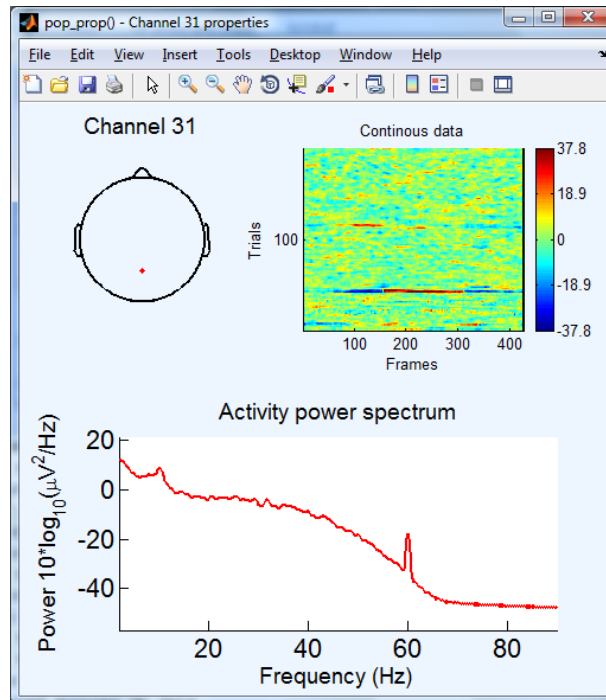 pop_prop() - Channel 31 properties
File Edit View Insert Tools Desktop Window Help
Channel 31
Continous data
37.8
18.9
0
-18.9
-37.8
Trials
100
100 200 300 400
Frames
Activity power spectrum
Power 10*log10(μV²/Hz)
20
0
-20
-40
20 40 60 80
Frequency (Hz)